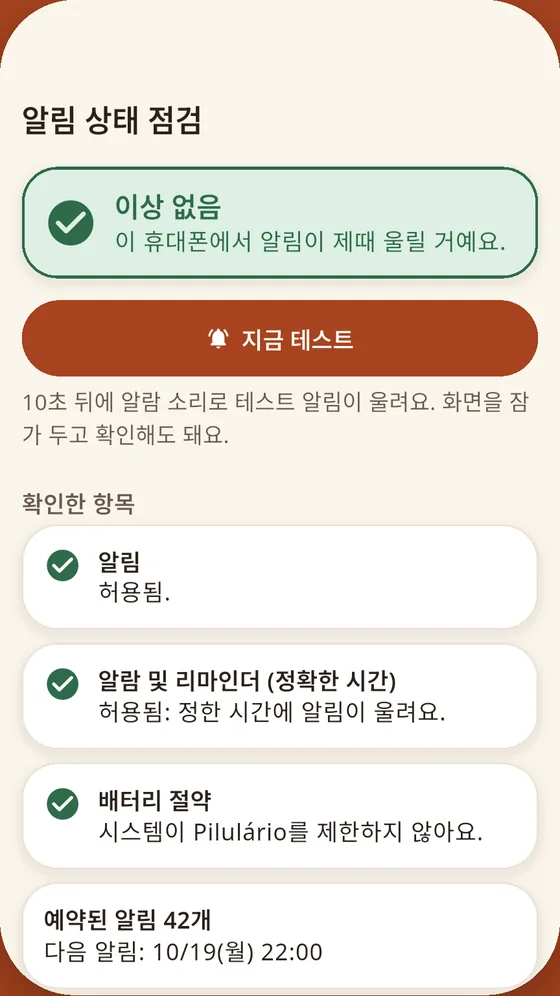 알림 상태 점검
이상 없음
이 휴대폰에서 알림이 제때 울릴 거예요.
지금 테스트
10초 뒤에 알람 소리로 테스트 알림이 울려요. 화면을 잠
가 두고 확인해도 돼요.
확인한 항목
알림
허용됨.
알람 및 리마인더 (정확한 시간)
허용됨: 정한 시간에 알림이 울려요.
배터리 절약
시스템이 Pilulário를 제한하지 않아요.
예약된 알림 42개
다음 알림: 10/19(월) 22:00